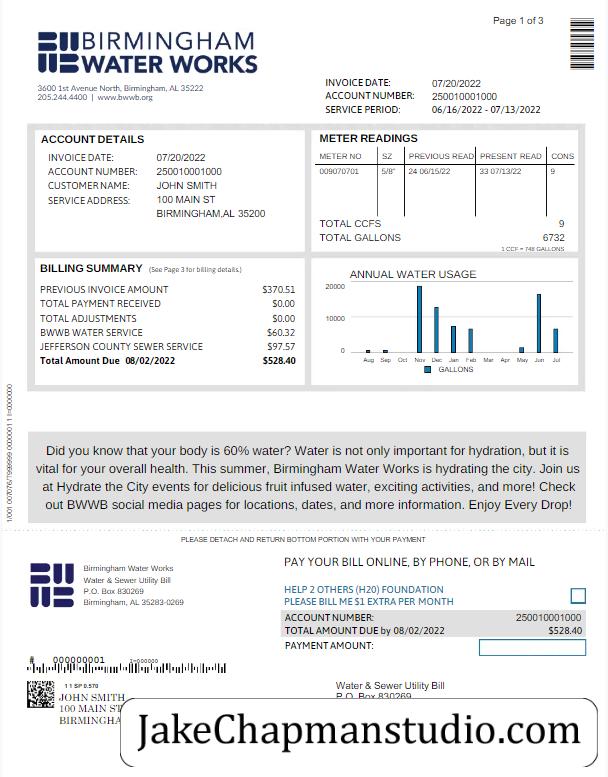 Page 1 of 3
BIRMINGHAM
WATER WORKS
3600 1st Avenue North, Birmingham, AL 35222
205.244.4400 | www.bwwb.org
INVOICE DATE: 07/20/2022
ACCOUNT NUMBER: 250010001000
SERVICE PERIOD: 06/16/2022 - 07/13/2022
ACCOUNT DETAILS
INVOICE DATE: 07/20/2022
ACCOUNT NUMBER: 250010001000
CUSTOMER NAME: JOHN SMITH
SERVICE ADDRESS: 100 MAIN ST
BIRMINGHAM,AL 35200
METER READINGS
METER NO SZ PREVIOUS READ PRESENT READ CONS
009070701 5/8" 24 06/15/22 33 07/13/22 9
TOTAL CCFS 9
TOTAL GALLONS 6732
1 CCF = 748 GALLONS
BILLING SUMMARY (See Page 3 for billing details.)
PREVIOUS INVOICE AMOUNT $370.51
TOTAL PAYMENT RECEIVED $0.00
TOTAL ADJUSTMENTS $0.00
BWWB WATER SERVICE $60.32
JEFFERSON COUNTY SEWER SERVICE $97.57
Total Amount Due 08/02/2022 $528.40
ANNUAL WATER USAGE
20000
10000
0
Aug Sep Oct Nov Dec Jan Feb Mar Apr May Jun Jul
GALLONS
Did you know that your body is 60% water? Water is not only important for hydration, but it is
vital for your overall health. This summer, Birmingham Water Works is hydrating the city. Join us
at Hydrate the City events for delicious fruit infused water, exciting activities, and more! Check
out BWWB social media pages for locations, dates, and more information. Enjoy Every Drop!
PLEASE DETACH AND RETURN BOTTOM PORTION WITH YOUR PAYMENT
Birmingham Water Works
Water & Sewer Utility Bill
P.O. Box 830269
Birmingham, AL 35283-0269
PAY YOUR BILL ONLINE, BY PHONE, OR BY MAIL
HELP 2 OTHERS (H20) FOUNDATION
PLEASE BILL ME $1 EXTRA PER MONTH
ACCOUNT NUMBER: 250010001000
TOTAL AMOUNT DUE by 08/02/2022 $528.40
PAYMENT AMOUNT:
# 000000001 I=000000
1 1 SP 0.570
JOHN SMITH
100 MAIN ST
BIRMINGHA
Water & Sewer Utility Bill
P.O. Box 830269
JakeChapmanstudio.com